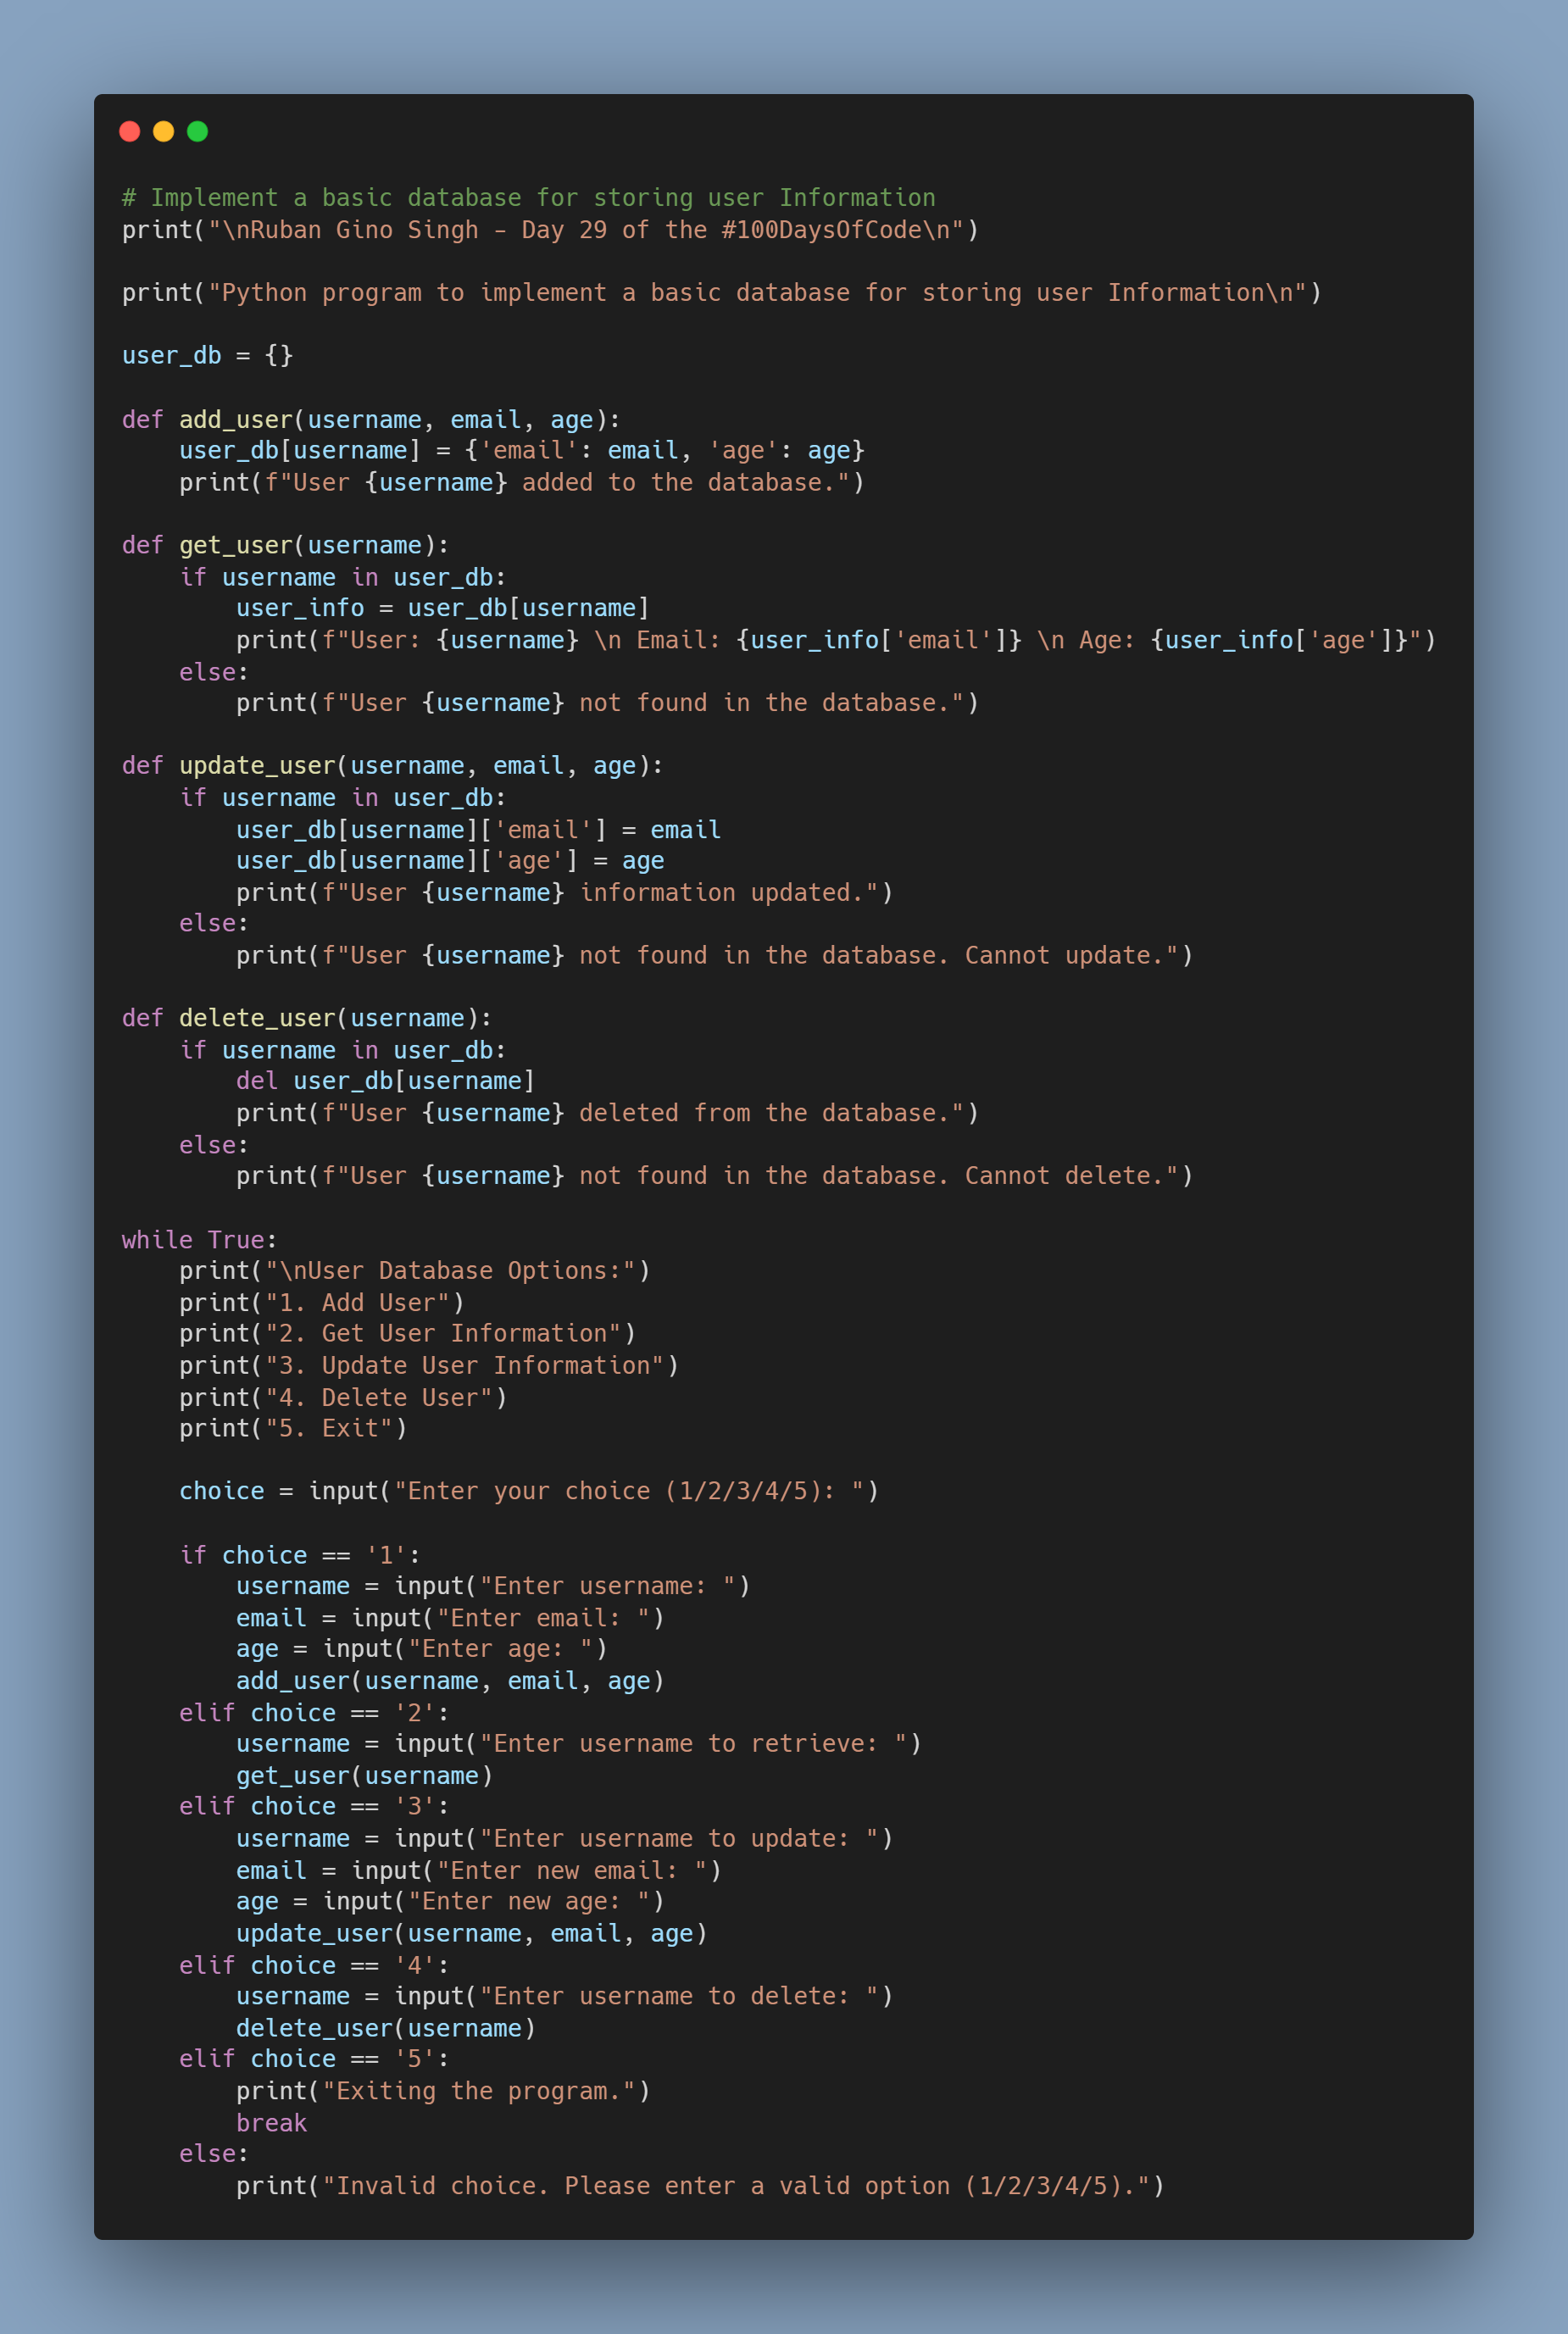 # Implement a basic database for storing user Information
print("\nRuban Gino Singh - Day 29 of the #100DaysOfCode\n")

print("Python program to implement a basic database for storing user Information\n")

user_db = {}

def add_user(username, email, age):
    user_db[username] = {'email': email, 'age': age}
    print(f"User {username} added to the database.")

def get_user(username):
    if username in user_db:
        user_info = user_db[username]
        print(f"User: {username} \n Email: {user_info['email']} \n Age: {user_info['age']}")
    else:
        print(f"User {username} not found in the database.")

def update_user(username, email, age):
    if username in user_db:
        user_db[username]['email'] = email
        user_db[username]['age'] = age
        print(f"User {username} information updated.")
    else:
        print(f"User {username} not found in the database. Cannot update.")

def delete_user(username):
    if username in user_db:
        del user_db[username]
        print(f"User {username} deleted from the database.")
    else:
        print(f"User {username} not found in the database. Cannot delete.")

while True:
    print("\nUser Database Options:")
    print("1. Add User")
    print("2. Get User Information")
    print("3. Update User Information")
    print("4. Delete User")
    print("5. Exit")

    choice = input("Enter your choice (1/2/3/4/5): ")

    if choice == '1':
        username = input("Enter username: ")
        email = input("Enter email: ")
        age = input("Enter age: ")
        add_user(username, email, age)
    elif choice == '2':
        username = input("Enter username to retrieve: ")
        get_user(username)
    elif choice == '3':
        username = input("Enter username to update: ")
        email = input("Enter new email: ")
        age = input("Enter new age: ")
        update_user(username, email, age)
    elif choice == '4':
        username = input("Enter username to delete: ")
        delete_user(username)
    elif choice == '5':
        print("Exiting the program.")
        break
    else:
        print("Invalid choice. Please enter a valid option (1/2/3/4/5).")